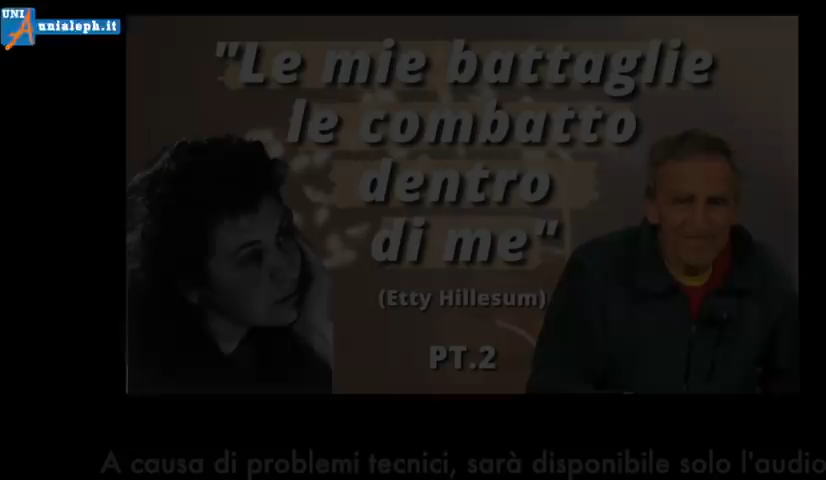 UNI
A unialeph.it
"Le mie battaglie
le combatto
dentro
di me"
(Etty Hillesum)
PT.2
A causa di problemi tecnici, sarà disponibile solo l'audio